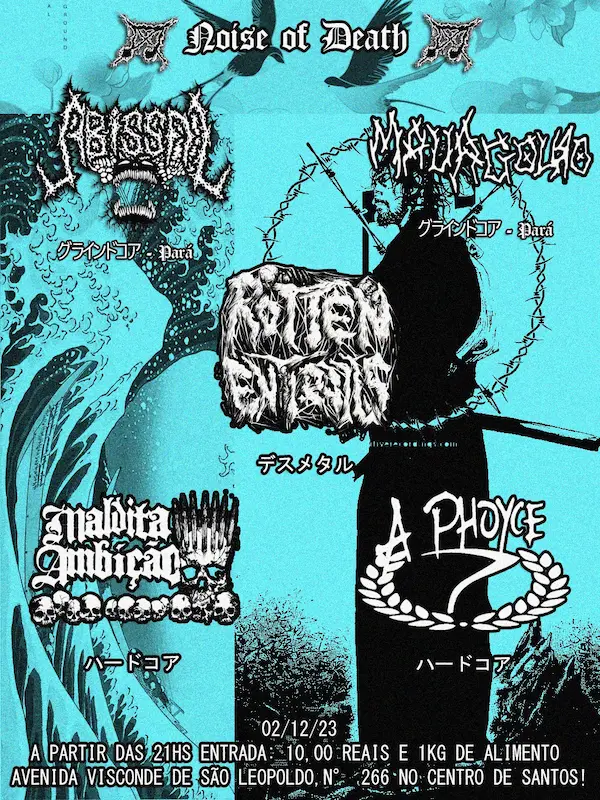 Noise of Death
ABISSAL
MAUAGOLHO
グラインドコア - Pará
グラインドコア - Pará
ROTTEN
ENTRAILS
デスメタル
Maldita
Ambição
A PHOYCE
ハードコア
ハードコア
02/12/23
A PARTIR DAS 21HS ENTRADA: 10,00 REAIS E 1KG DE ALIMENTO
AVENIDA VISCONDE DE SÃO LEOPOLDO,N° 266 NO CENTRO DE SANTOS!